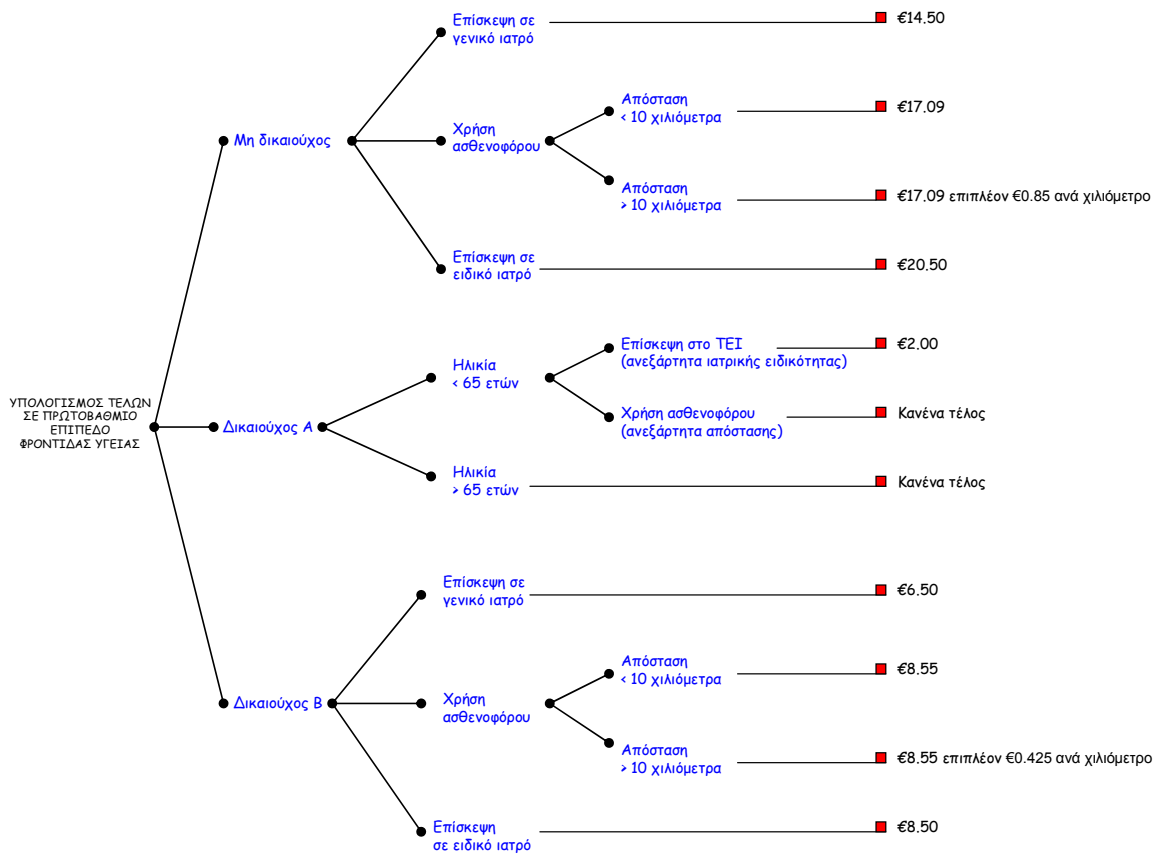 ΥΠΟΛΟΓΙΣΜΟΣ ΤΕΛΩΝ
ΣΕ ΠΡΩΤΟΒΑΘΜΙΟ
ΕΠΙΠΕΔΟ
ΦΡΟΝΤΙΔΑΣ ΥΓΕΙΑΣ
Μη δικαιούχος
Επίσκεψη σε
γενικό ιατρό
€14.50
Χρήση
ασθενοφόρου
Απόσταση
< 10 χιλιόμετρα
€17.09
Απόσταση
> 10 χιλιόμετρα
€17.09 επιπλέον €0.85 ανά χιλιόμετρο
Επίσκεψη σε
ειδικό ιατρό
€20.50
Δικαιούχος Α
Ηλικία
< 65 ετών
Επίσκεψη στο ΤΕΙ
(ανεξάρτητα ιατρικής ειδικότητας)
€2.00
Χρήση ασθενοφόρου
(ανεξάρτητα απόστασης)
Κανένα τέλος
Ηλικία
> 65 ετών
Κανένα τέλος
Δικαιούχος Β
Επίσκεψη σε
γενικό ιατρό
€6.50
Χρήση
ασθενοφόρου
Απόσταση
< 10 χιλιόμετρα
€8.55
Απόσταση
> 10 χιλιόμετρα
€8.55 επιπλέον €0.425 ανά χιλιόμετρο
Επίσκεψη
σε ειδικό ιατρό
€8.50